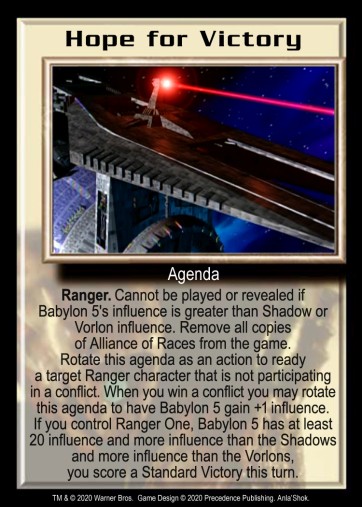 Hope for Victory
Agenda
Ranger. Cannot be played or revealed if
Babylon 5's influence is greater than Shadow or
Vorlon influence. Remove all copies
of Alliance of Races from the game.
Rotate this agenda as an action to ready
a target Ranger character that is not participating
in a conflict. When you win a conflict you may rotate
this agenda to have Babylon 5 gain +1 influence.
If you control Ranger One, Babylon 5 has at least
20 influence and more influence than the Shadows
and more influence than the Vorlons,
you score a Standard Victory this turn.
TM & © 2020 Warner Bros. Game Design © 2020 Precedence Publishing. Anla'Shok.